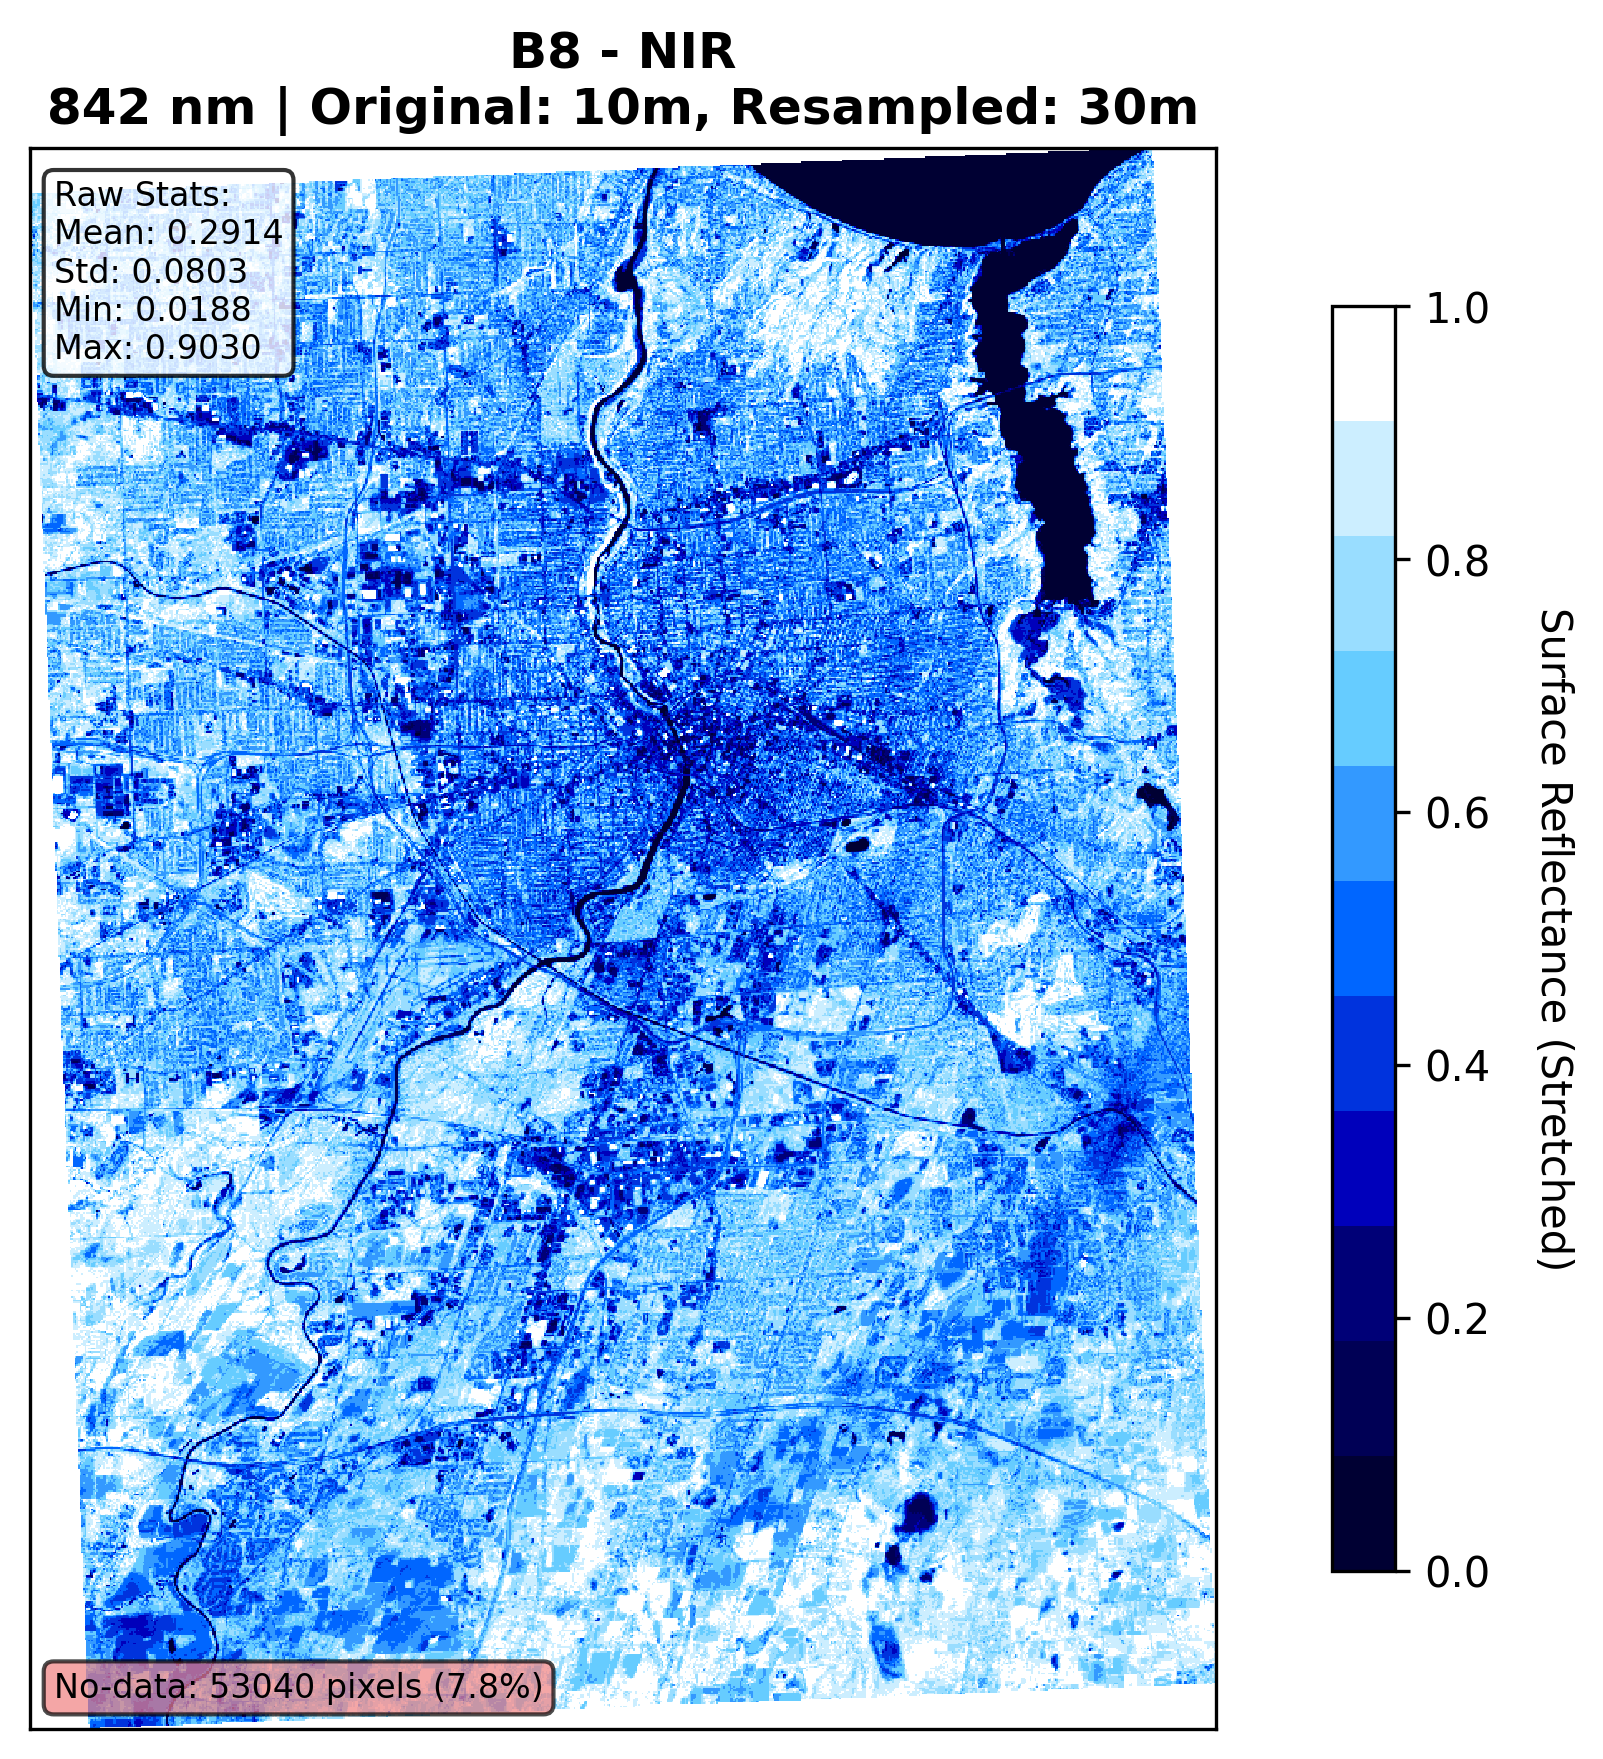 B8 - NIR
842 nm | Original: 10m, Resampled: 30m
Raw Stats:
Mean: 0.2914
Std: 0.0803
Min: 0.0188
Max: 0.9030
No-data: 53040 pixels (7.8%)
1.0
0.8
0.6
0.4
0.2
0.0
Surface Reflectance (Stretched)